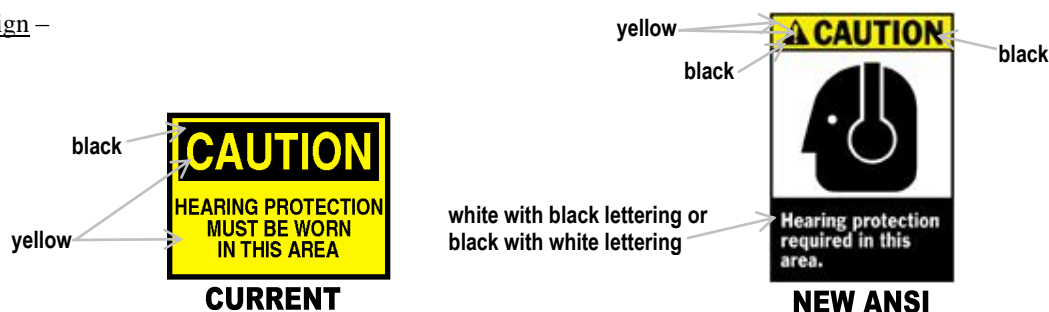 ign –
yellow
CAUTION
black
black
black
CAUTION
HEARING PROTECTION
MUST BE WORN
IN THIS AREA
yellow
CURRENT
white with black lettering or
black with white lettering
Hearing protection
required in this
area.
NEW ANSI